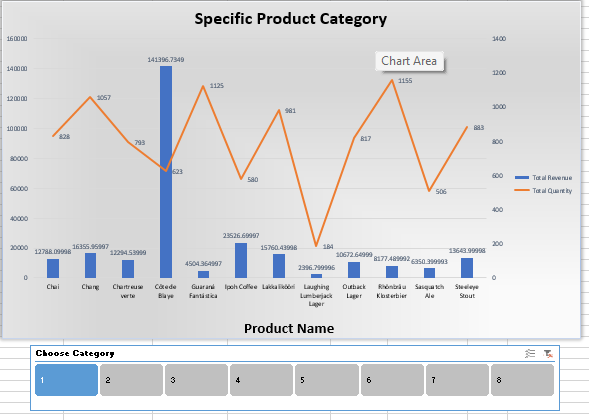 Specific Product Category
160000
140000
120000
100000
80000
60000
40000
20000
0
1400
1200
1000
800
600
400
200
0
Chart Area
828
1057
793
623
1125
580
981
184
817
1155
506
883
12788.09998
16355.95997
12294.53999
141396.7349
4504.364997
23526.69997
15760.43998
2396.799996
10672.64999
8177.489992
6350.399993
13643.99998
Chai
Chang
Chartreuse
verte
Côte de
Blaye
Guaraná
Fantástica
Ipoh Coffee
Lakkalikööri
Laughing
Lumberjack
Lager
Outback
Lager
Rhönbräu
Klosterbier
Sasquatch
Ale
Steeleye
Stout
Total Revenue
Total Quantity
Product Name
Choose Category
1
2
3
4
5
6
7
8